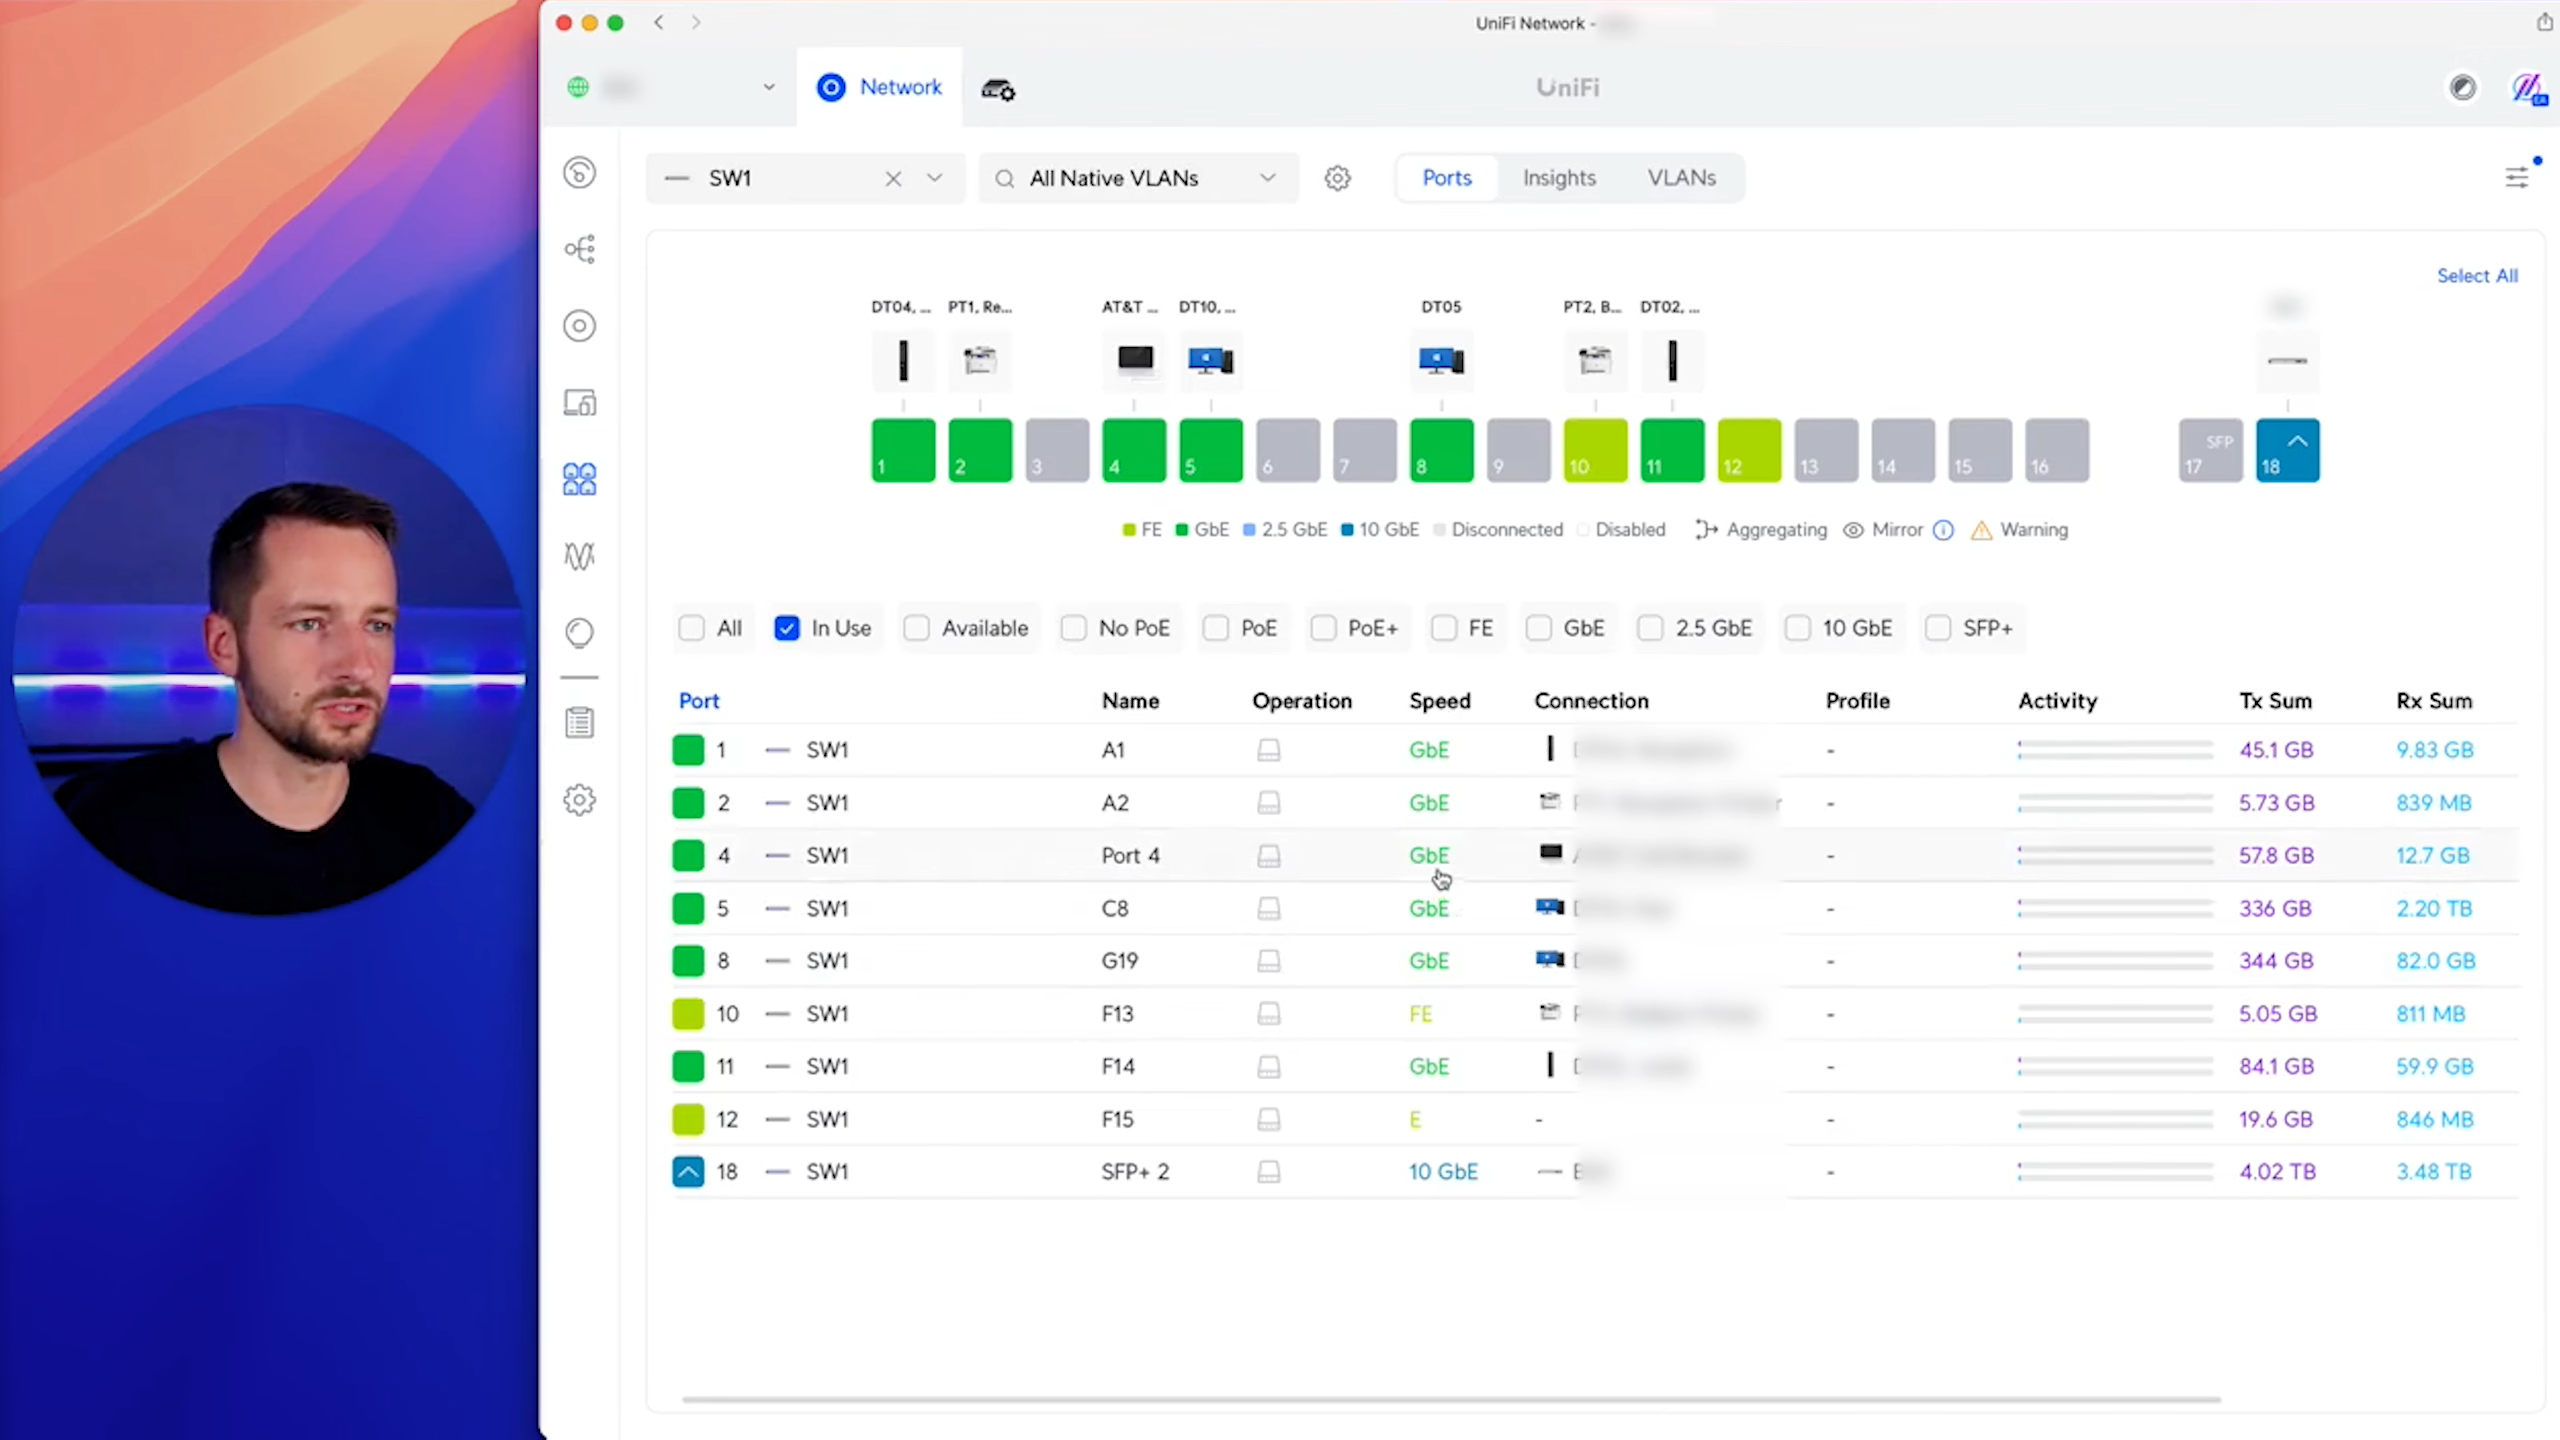 UniFi Network -
Network
UniFi
SW1
All Native VLANs
Ports
Insights
VLANs
Select All
DT04, ...
PT1, Re...
AT&T ...
DT10, ...
DT05
PT2, B...
DT02, ...
1
2
3
4
5
6
7
8
9
10
11
12
13
14
15
16
SFP
17
18
FE
GbE
2.5 GbE
10 GbE
Disconnected
Disabled
Aggregating
Mirror
Warning
All
In Use
Available
No PoE
PoE
PoE+
FE
GbE
2.5 GbE
10 GbE
SFP+
Port Name Operation Speed Connection Profile Activity Tx Sum Rx Sum
1 SW1 A1 GbE - 45.1 GB 9.83 GB
2 SW1 A2 GbE - 5.73 GB 839 MB
4 SW1 Port 4 GbE - 57.8 GB 12.7 GB
5 SW1 C8 GbE - 336 GB 2.20 TB
8 SW1 G19 GbE - 344 GB 82.0 GB
10 SW1 F13 FE - 5.05 GB 811 MB
11 SW1 F14 GbE - 84.1 GB 59.9 GB
12 SW1 F15 E - - 19.6 GB 846 MB
18 SW1 SFP+ 2 10 GbE - 4.02 TB 3.48 TB